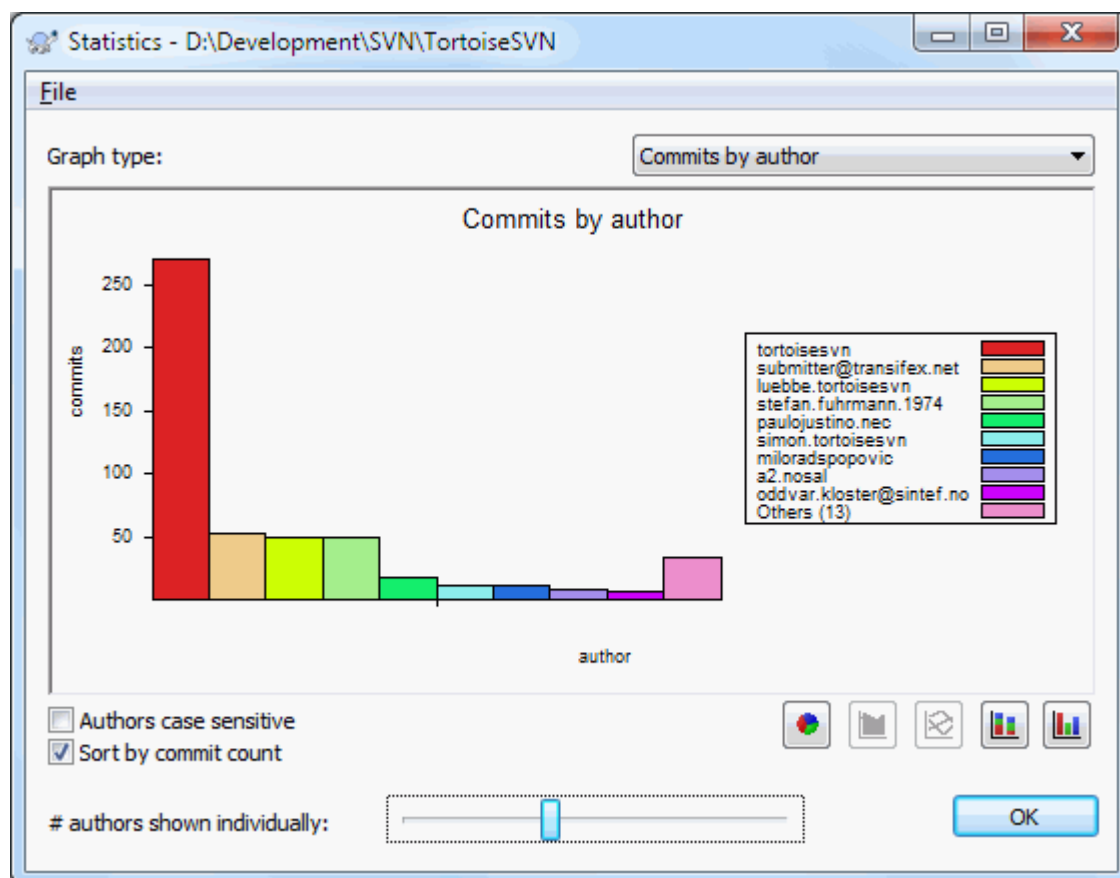 Statistics - D:\Development\SVN\TortoiseSVN
File
Graph type:
Commits by author
Commits by author
250
200
150
100
50
commits
author
tortoisesvn
submitter@transifex.net
luebbe.tortoisesvn
stefan.fuhrmann.1974
paulojustino.nec
simon.tortoisesvn
miloradspopovic
a2.nosal
oddvar.kloster@sintef.no
Others (13)
Authors case sensitive
Sort by commit count
# authors shown individually:
OK